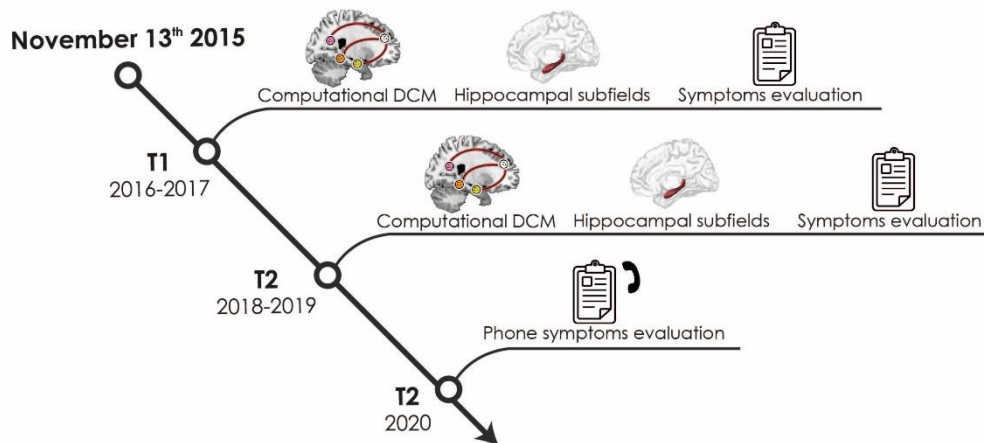 November 13th 2015
Computational DCM
Hippocampal subfields
Symptoms evaluation
T1
2016-2017
Computational DCM
Hippocampal subfields
Symptoms evaluation
T2
2018-2019
Phone symptoms evaluation
T2
2020